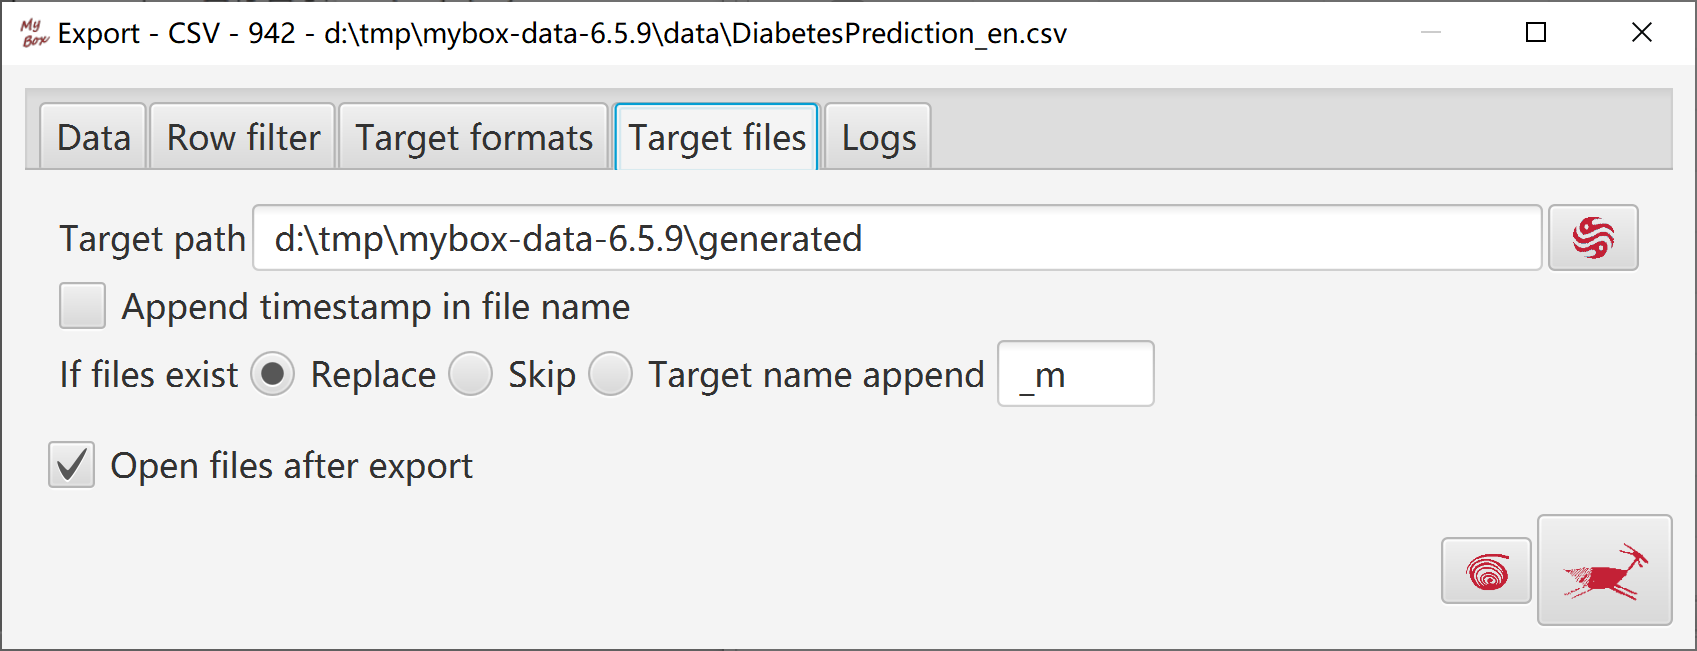 My Box Export - CSV - 942 - d:\tmp\mybox-data-6.5.9\data\DiabetesPrediction_en.csv
Data Row filter Target formats Target files Logs
Target path d:\tmp\mybox-data-6.5.9\generated
Append timestamp in file name
If files exist Replace Skip Target name append _m
Open files after export